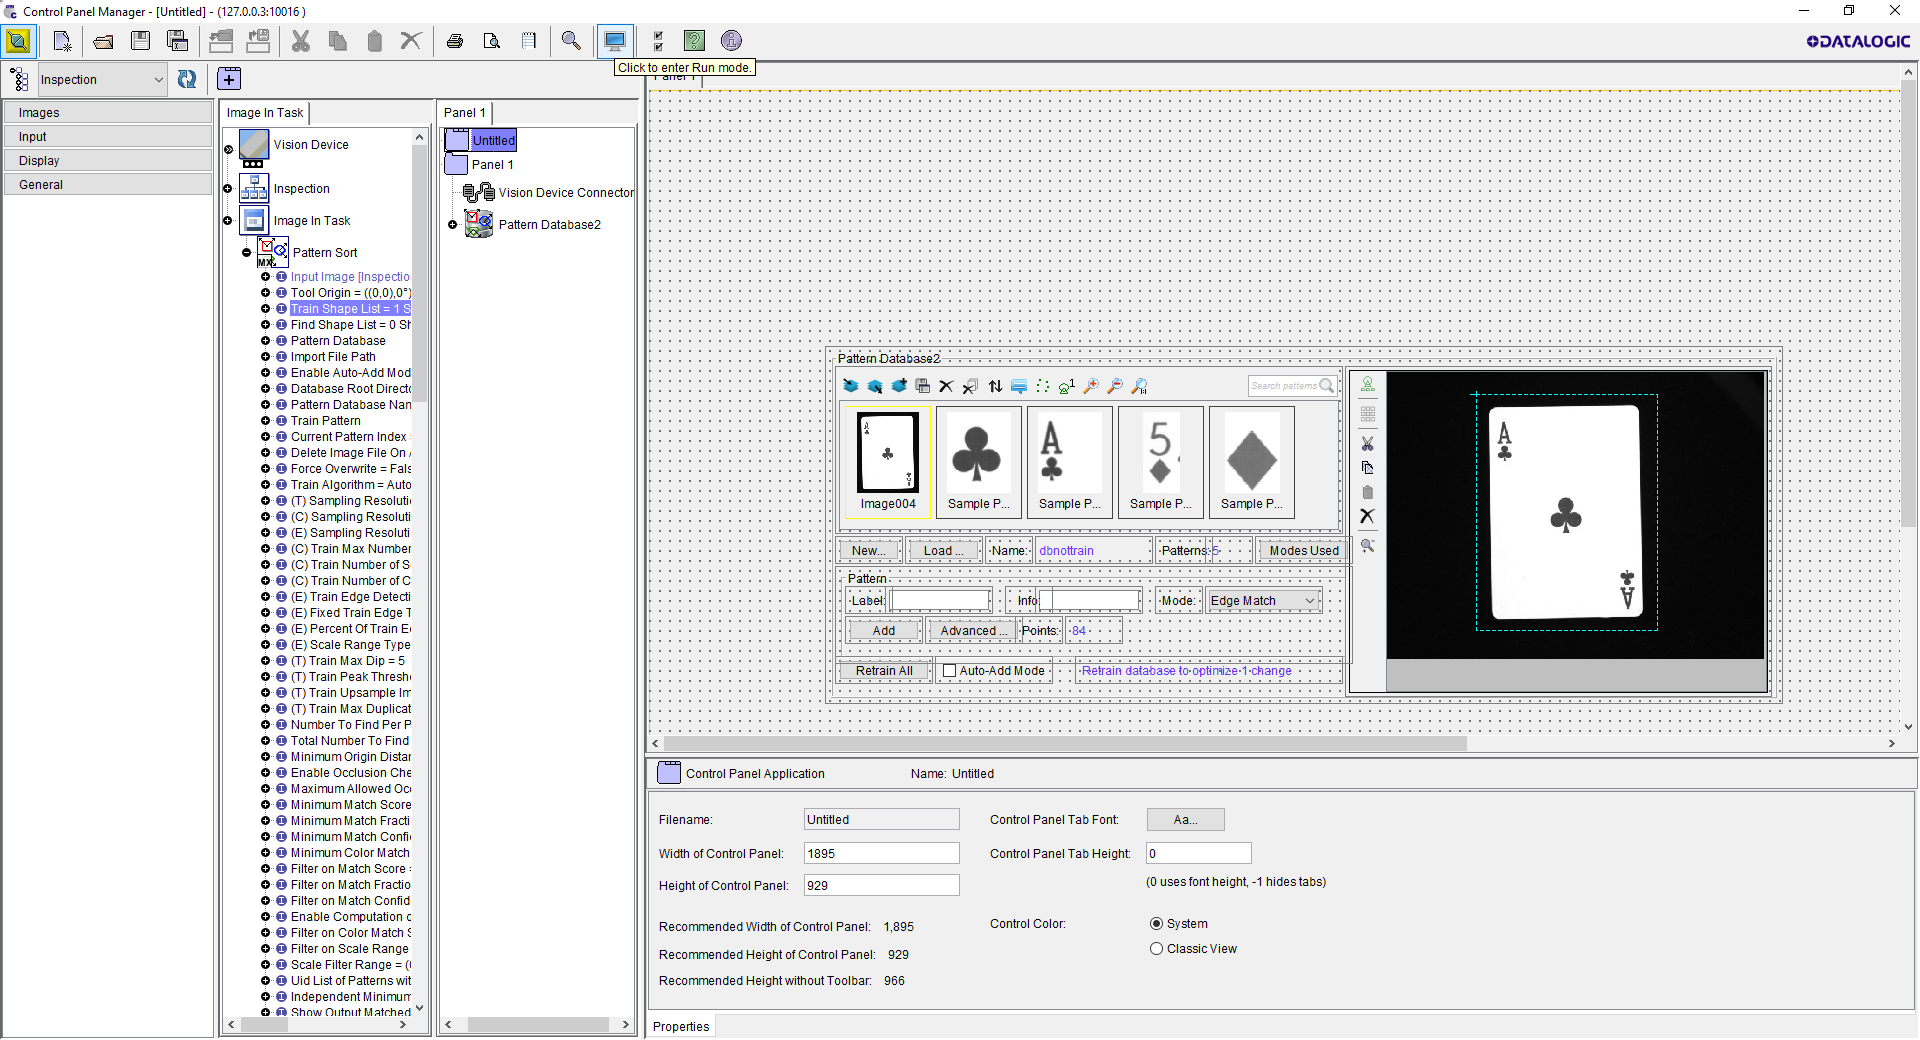 Control Panel Manager - [Untitled] - (127.0.0.3:10016 )
DATALOGIC
Click to enter Run mode.
Inspection
Images
Input
Display
General
Image In Task
Vision Device
Inspection
Image In Task
Pattern Sort
MX
Input Image [Inspectio
Tool Origin = ((0,0),0°)
Train Shape List = 1 S
Find Shape List = 0 Sh
Pattern Database
Import File Path
Enable Auto-Add Mod
Database Root Directo
Pattern Database Nan
Train Pattern
Current Pattern Index =
Delete Image File On A
Force Overwrite = Fals
Train Algorithm = Auto
(T) Sampling Resoluti
(C) Sampling Resoluti
(E) Sampling Resoluti
(C) Train Max Number
(C) Train Number of S
(C) Train Number of C
(E) Train Edge Detecti
(E) Fixed Train Edge T
(E) Percent Of Train E
(E) Scale Range Type
(T) Train Max Dip = 5
(T) Train Peak Thresh
(T) Train Upsample Im
(T) Train Max Duplicat
Number To Find Per P
Total Number To Find
Minimum Origin Distar
Enable Occlusion Che
Maximum Allowed Occ
Minimum Match Score
Minimum Match Fracti
Minimum Match Confi
Minimum Color Match
Filter on Match Score =
Filter on Match Fractio
Filter on Match Confid
Enable Computation o
Filter on Color Match S
Filter on Scale Range
Scale Filter Range = (
Uid List of Patterns wit
Independent Minimum
Show Output Matched
Panel 1
Untitled
Panel 1
Vision Device Connector
Pattern Database2
Panel 1
Pattern Database2
Search patterns
Image004
Sample P...
Sample P...
Sample P...
Sample P...
A
5
New...
Load ...
Name:
dbnottrain
Patterns:
5
Modes Used
Pattern
Label:
Info:
Mode:
Edge Match
Add
Advanced ...
Points:
84
Retrain All
Auto-Add Mode
Retrain database to optimize 1 change
A
A
Control Panel Application
Name: Untitled
Filename:
Untitled
Control Panel Tab Font:
Aa...
Width of Control Panel:
1895
Control Panel Tab Height:
0
Height of Control Panel:
929
(0 uses font height, -1 hides tabs)
Recommended Width of Control Panel: 1,895
Control Color:
System
Recommended Height of Control Panel: 929
Classic View
Recommended Height without Toolbar: 966
Properties